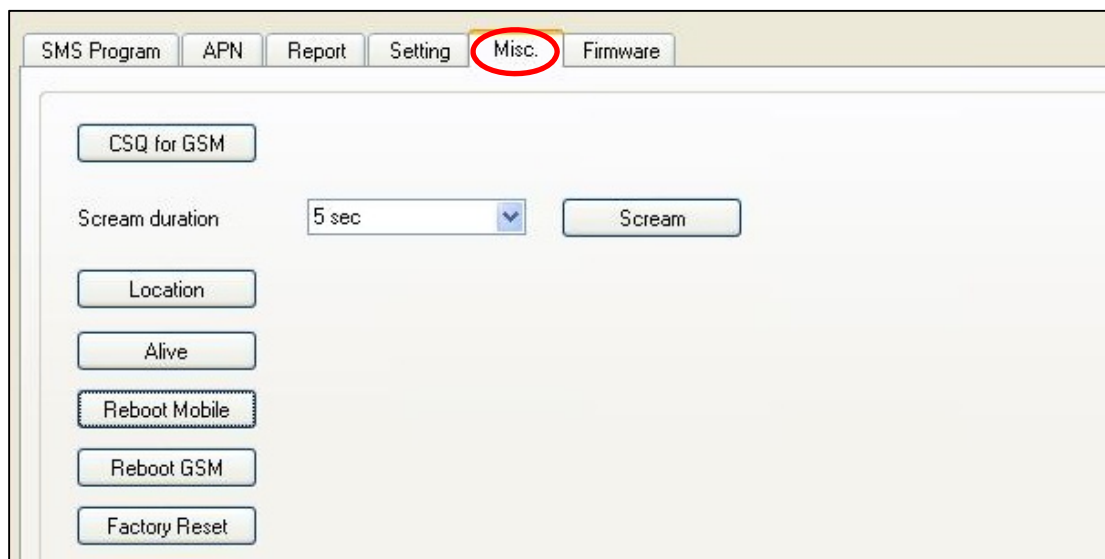 SMS Program APN Report Setting Misc. Firmware
CSQ for GSM
Scream duration 5 sec Scream
Location
Alive
Reboot Mobile
Reboot GSM
Factory Reset